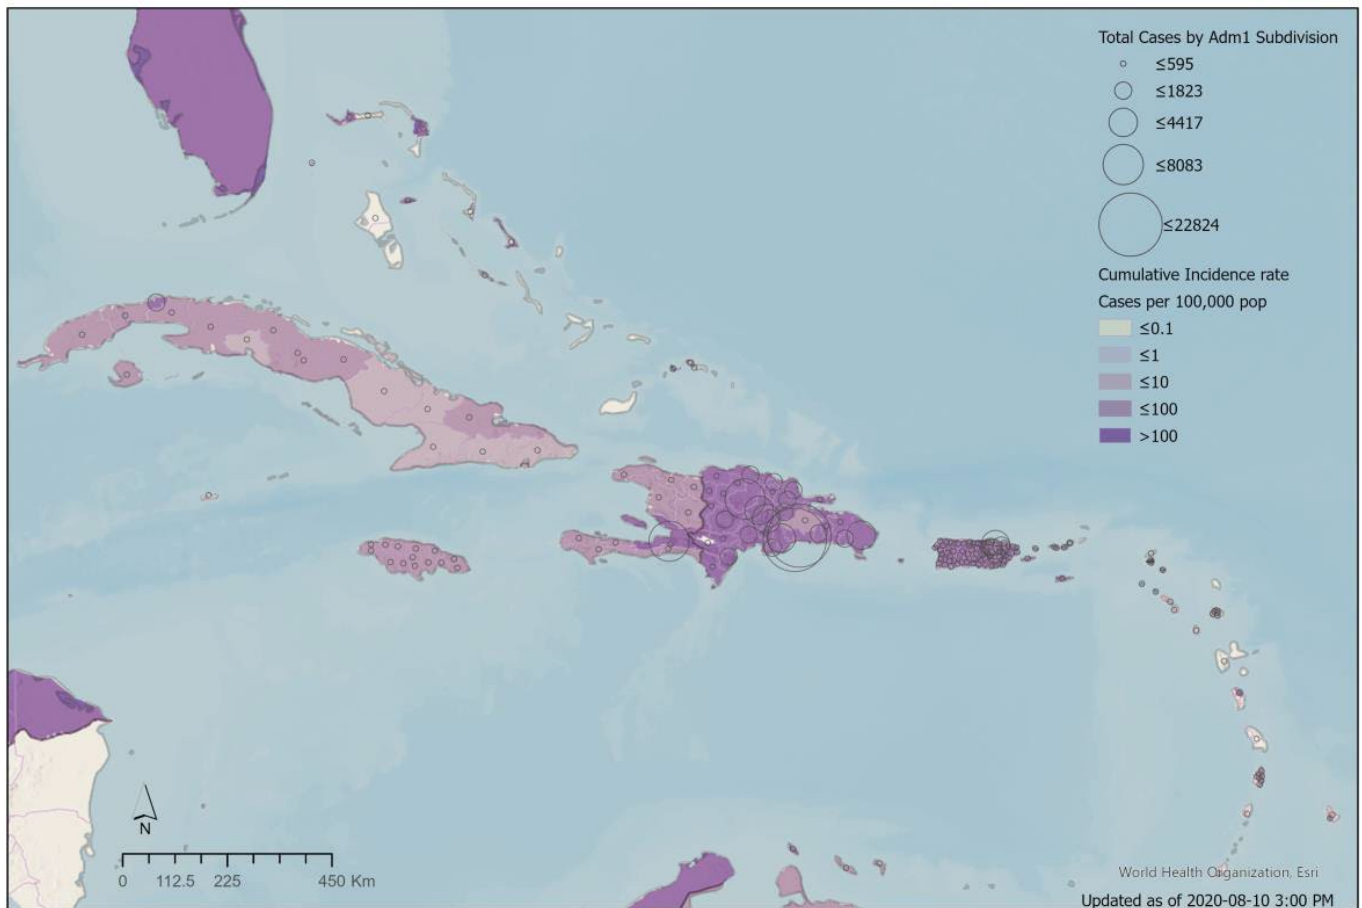 Total Cases by Adm1 Subdivision
≤595
≤1823
≤4417
≤8083
≤22824
Cumulative Incidence rate
Cases per 100,000 pop
≤0.1
≤1
≤10
≤100
>100
N
0 112.5 225 450 Km
World Health Organization, Esri
Updated as of 2020-08-10 3:00 PM